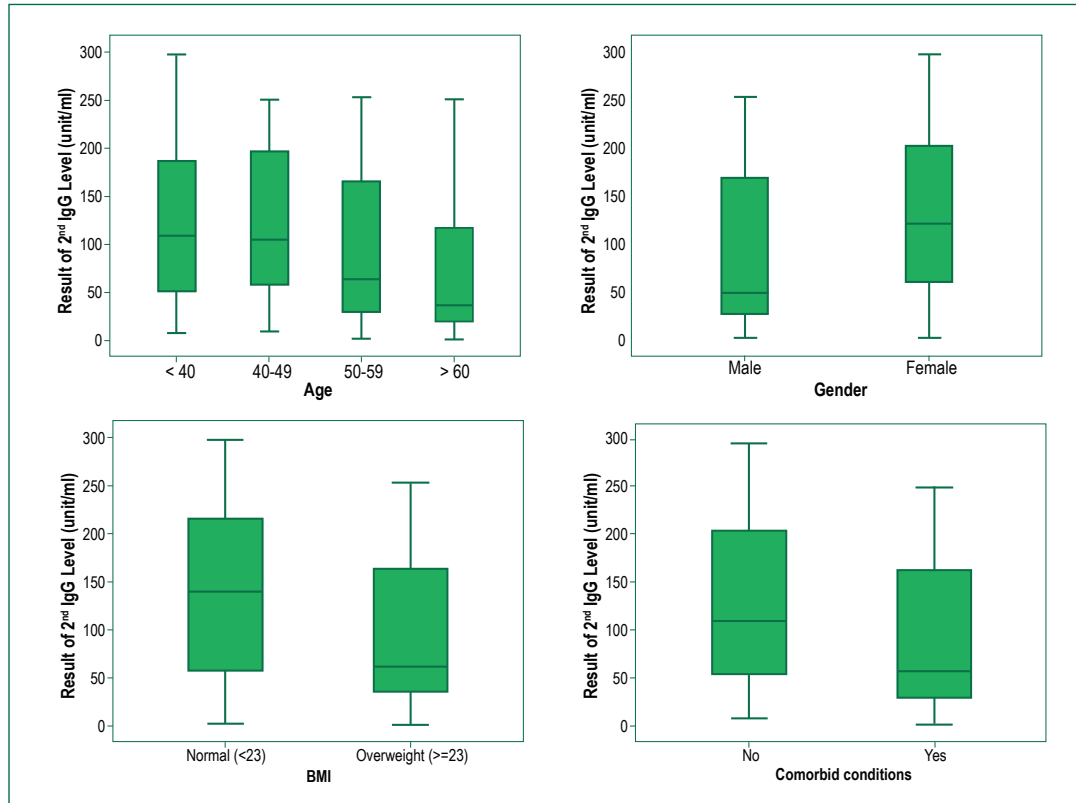 Result of 2nd IgG Level (unit/ml)
300
250
200
150
100
50
0
< 40 40-49 50-59 > 60
Age
Result of 2nd IgG Level (unit/ml)
300
250
200
150
100
50
0
Male Female
Gender
Result of 2nd IgG Level (unit/ml)
300
250
200
150
100
50
0
Normal (<23) Overweight (>=23)
BMI
Result of 2nd IgG Level (unit/ml)
300
250
200
150
100
50
0
No Yes
Comorbid conditions